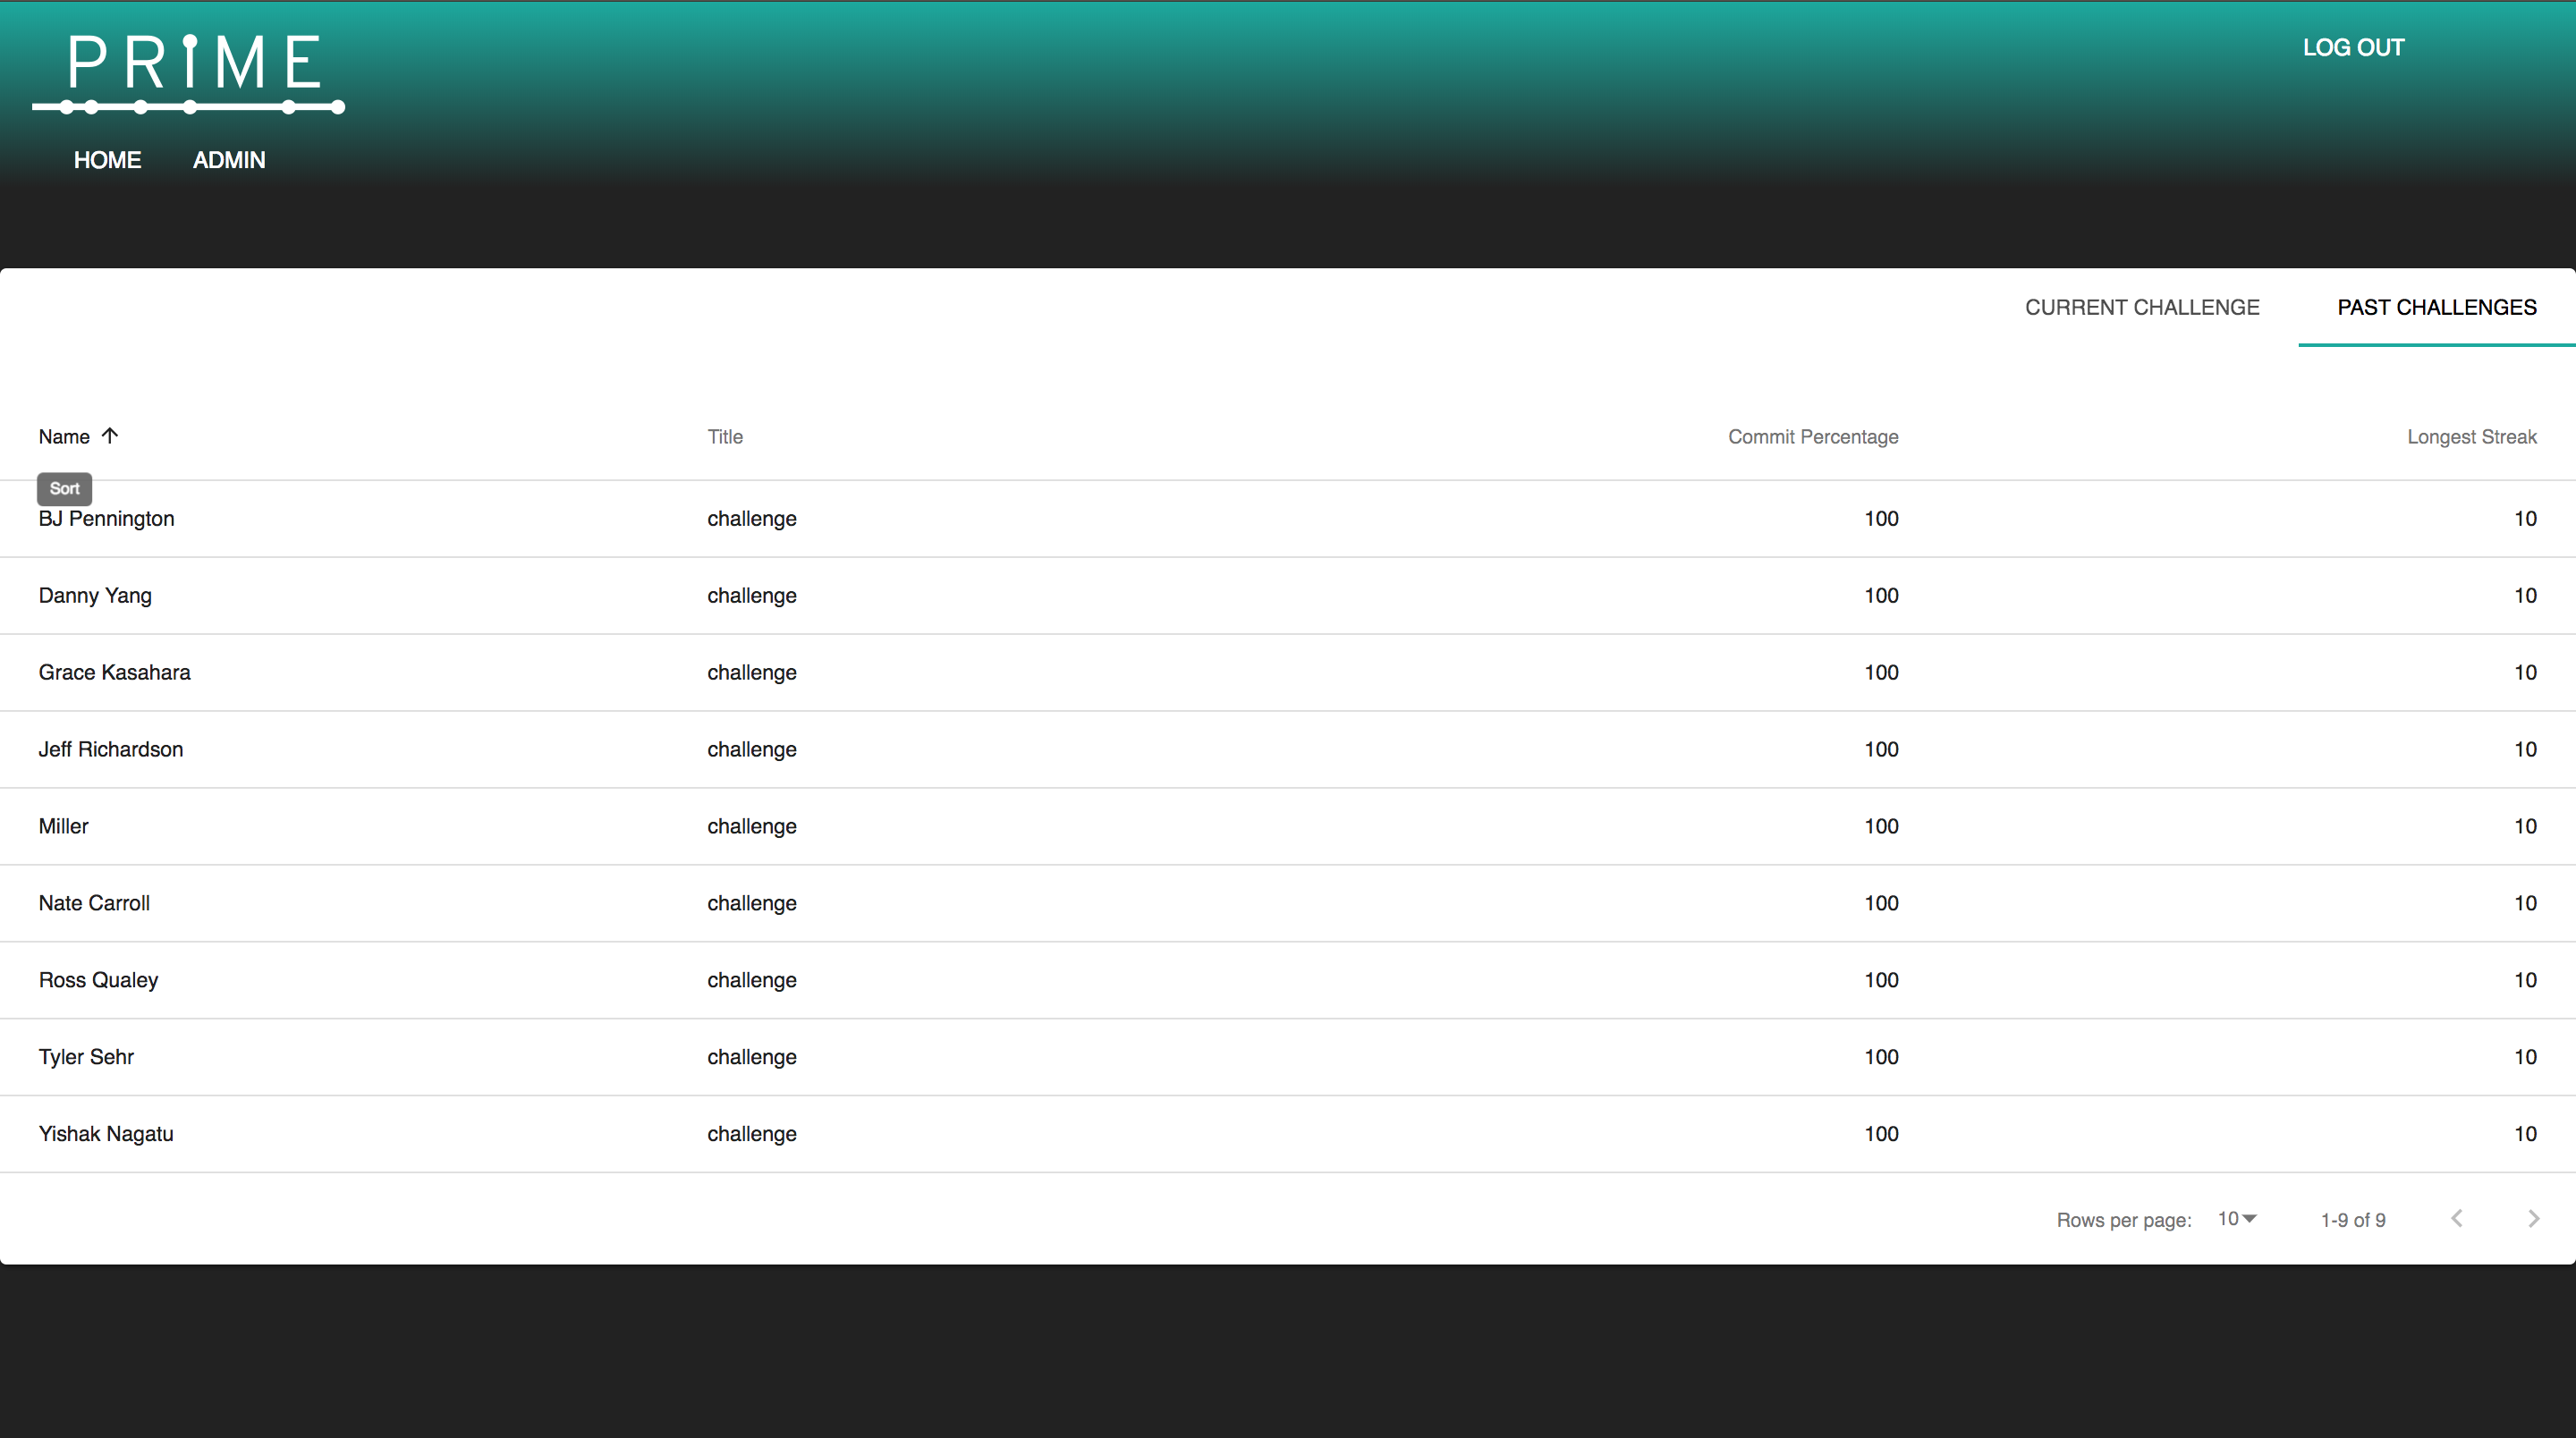 PRIME
LOG OUT
HOME ADMIN
CURRENT CHALLENGE PAST CHALLENGES
Name Title Commit Percentage Longest Streak
Sort
BJ Pennington challenge 100 10
Danny Yang challenge 100 10
Grace Kasahara challenge 100 10
Jeff Richardson challenge 100 10
Miller challenge 100 10
Nate Carroll challenge 100 10
Ross Qualey challenge 100 10
Tyler Sehr challenge 100 10
Yishak Nagatu challenge 100 10
Rows per page: 10 1-9 of 9